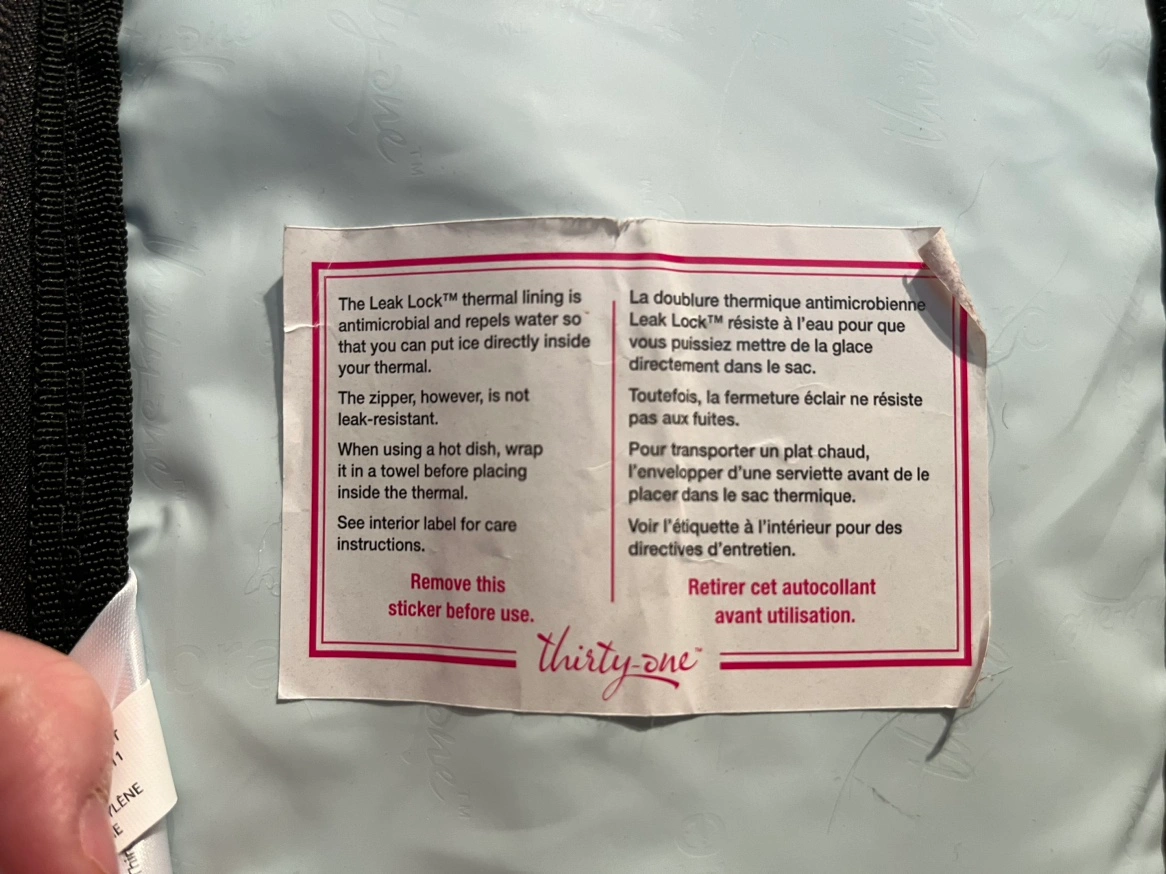 The Leak Lock™ thermal lining is
antimicrobial and repels water so
that you can put ice directly inside
your thermal.
The zipper, however, is not
leak-resistant.
When using a hot dish, wrap
it in a towel before placing
inside the thermal.
See interior label for care
instructions.
Remove this
sticker before use.
La doublure thermique antimicrobienne
Leak Lock™ résiste à l'eau pour que
vous puissiez mettre de la glace
directement dans le sac.
Toutefois, la fermeture éclair ne résiste
pas aux fuites.
Pour transporter un plat chaud,
l'envelopper d'une serviette avant de le
placer dans le sac thermique.
Voir l'étiquette à l'intérieur pour des
directives d'entretien.
Retirer cet autocollant
avant utilisation.
thirty-one™